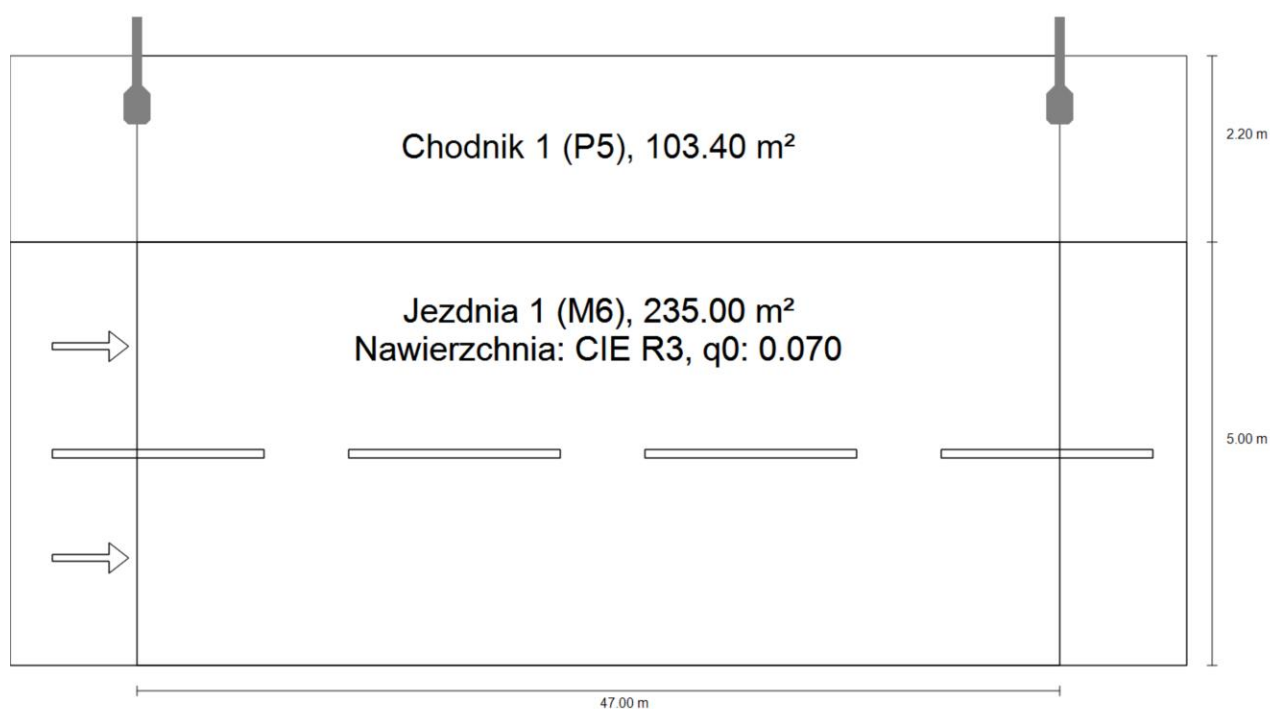 Chodnik 1 (P5), 103.40 m²
2.20 m
Jezdnia 1 (M6), 235.00 m²
Nawierzchnia: CIE R3, q0: 0.070
5.00 m
47.00 m